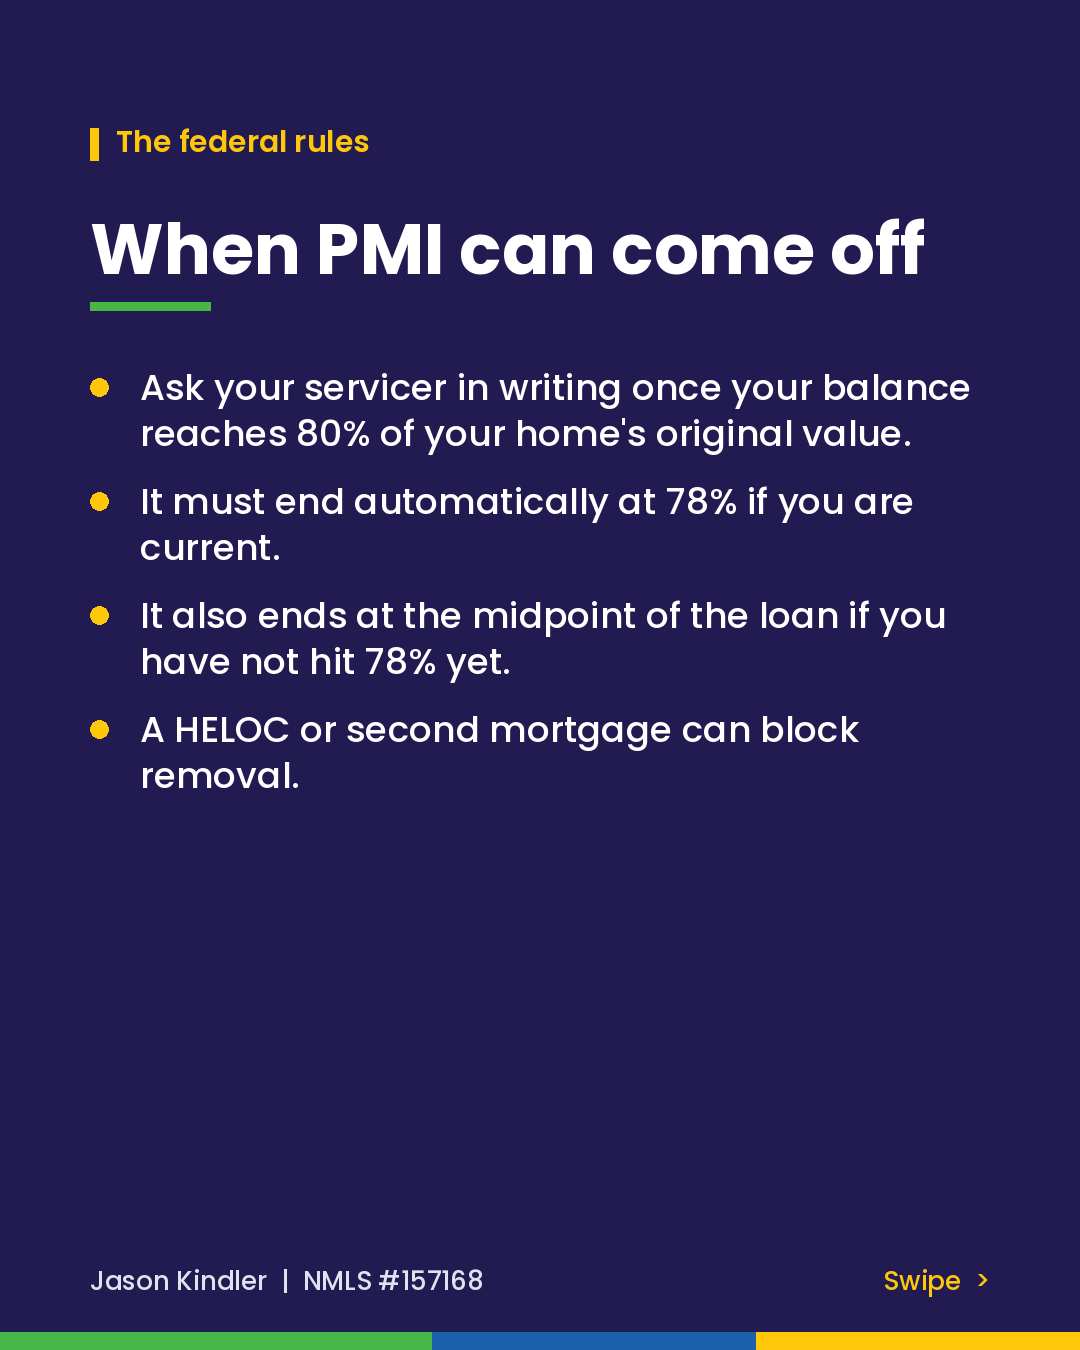 The federal rules
When PMI can come off
Ask your servicer in writing once your balance
reaches 80% of your home's original value.
It must end automatically at 78% if you are
current.
It also ends at the midpoint of the loan if you
have not hit 78% yet.
A HELOC or second mortgage can block
removal.
Jason Kindler | NMLS #157168
Swipe >